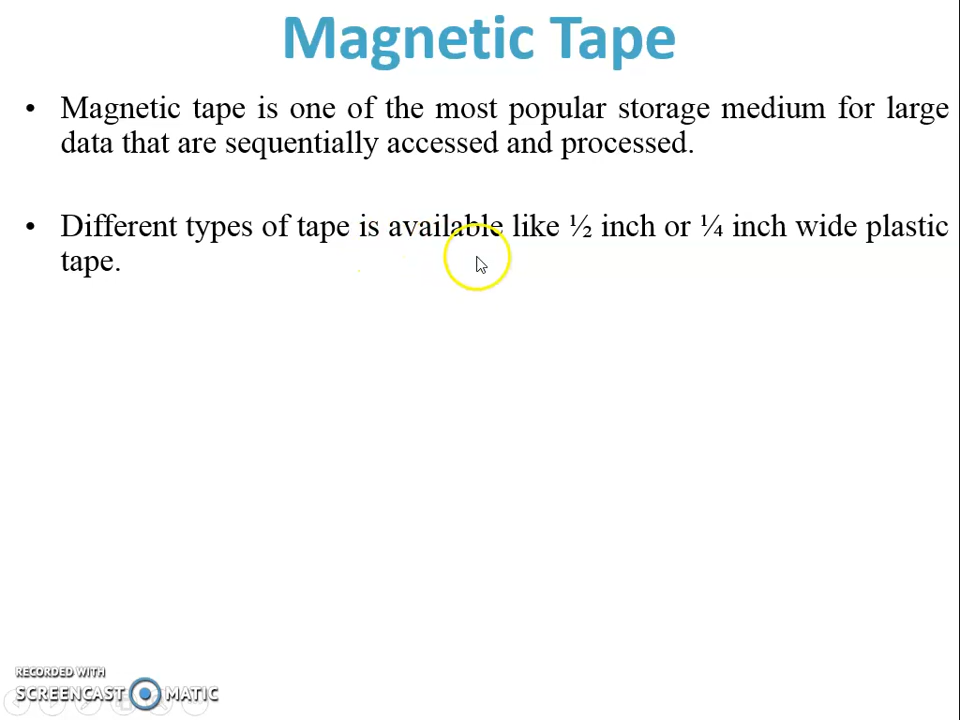 Magnetic Tape
• Magnetic tape is one of the most popular storage medium for large
data that are sequentially accessed and processed.
• Different types of tape is available like ½ inch or ¼ inch wide plastic
tape.
RECORDED WITH
SCREENCAST MATIC